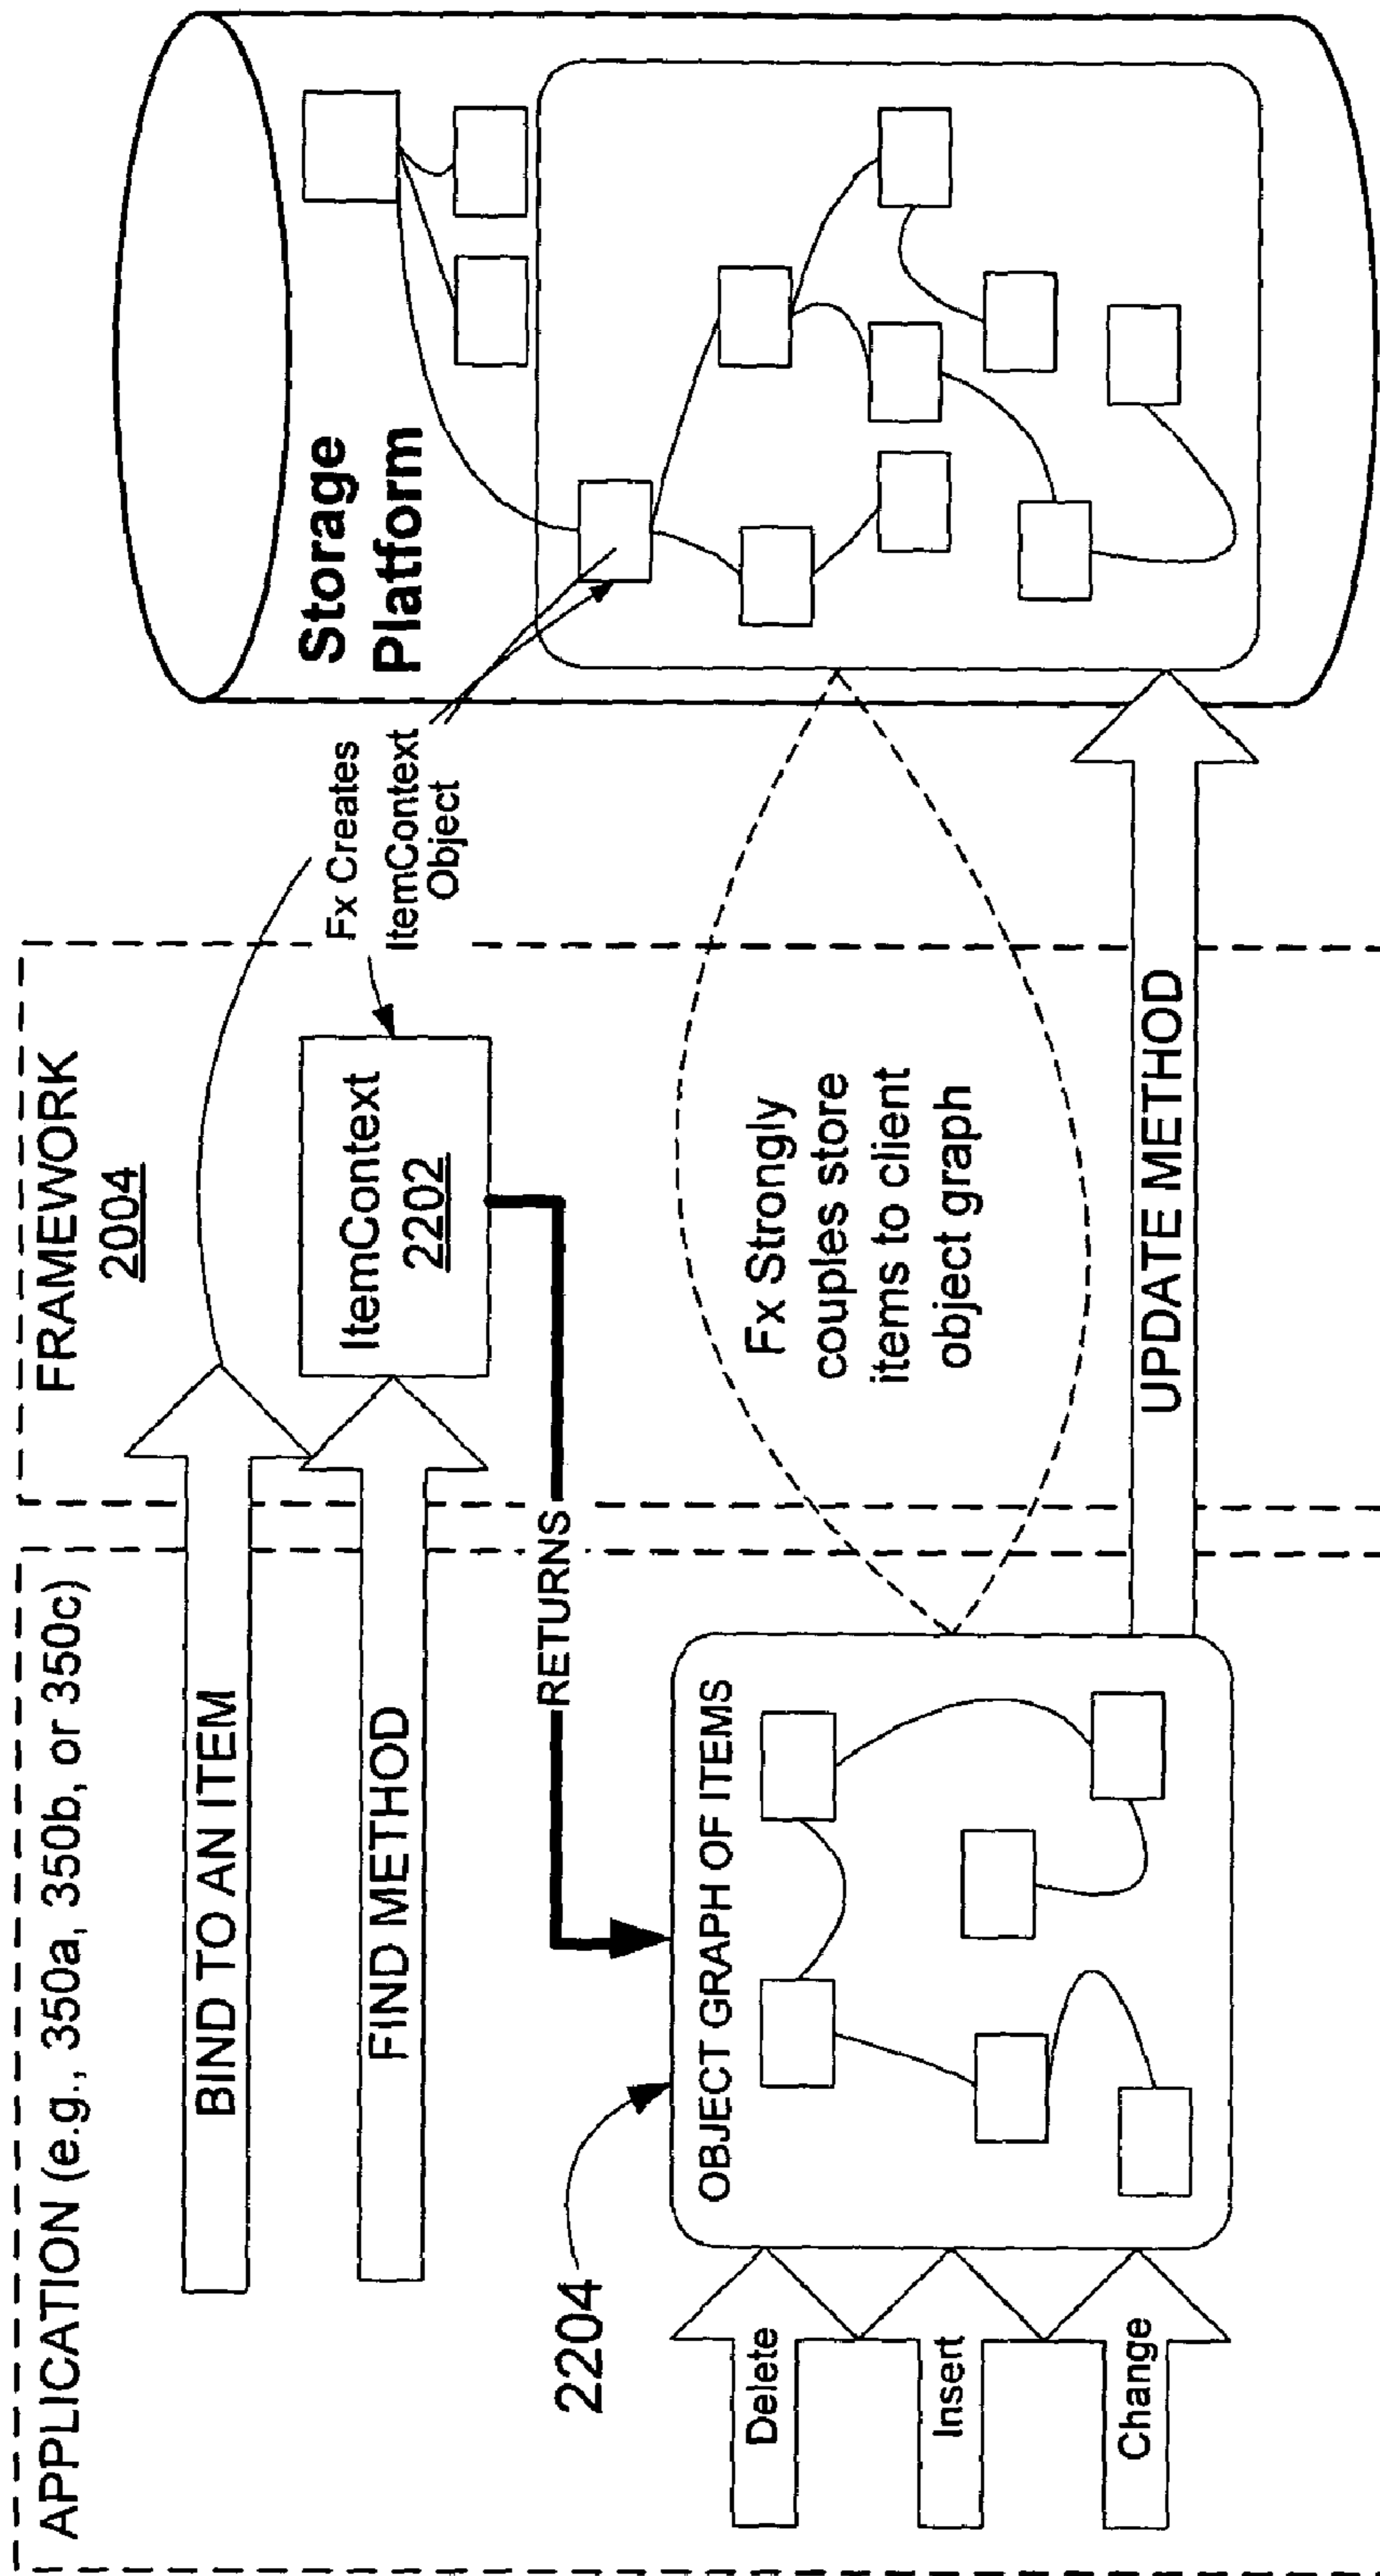 APPLICATION (e.g., 350a, 350b, or 350c)
BIND TO AN ITEM
FIND METHOD
FRAMEWORK
2004
ItemContext
2202
Fx Creates
ItemContext
Object
Storage
Platform
RETURNS
2204
OBJECT GRAPH OF ITEMS
Delete
Insert
Change
Fx Strongly
couples store
items to client
object graph
UPDATE METHOD